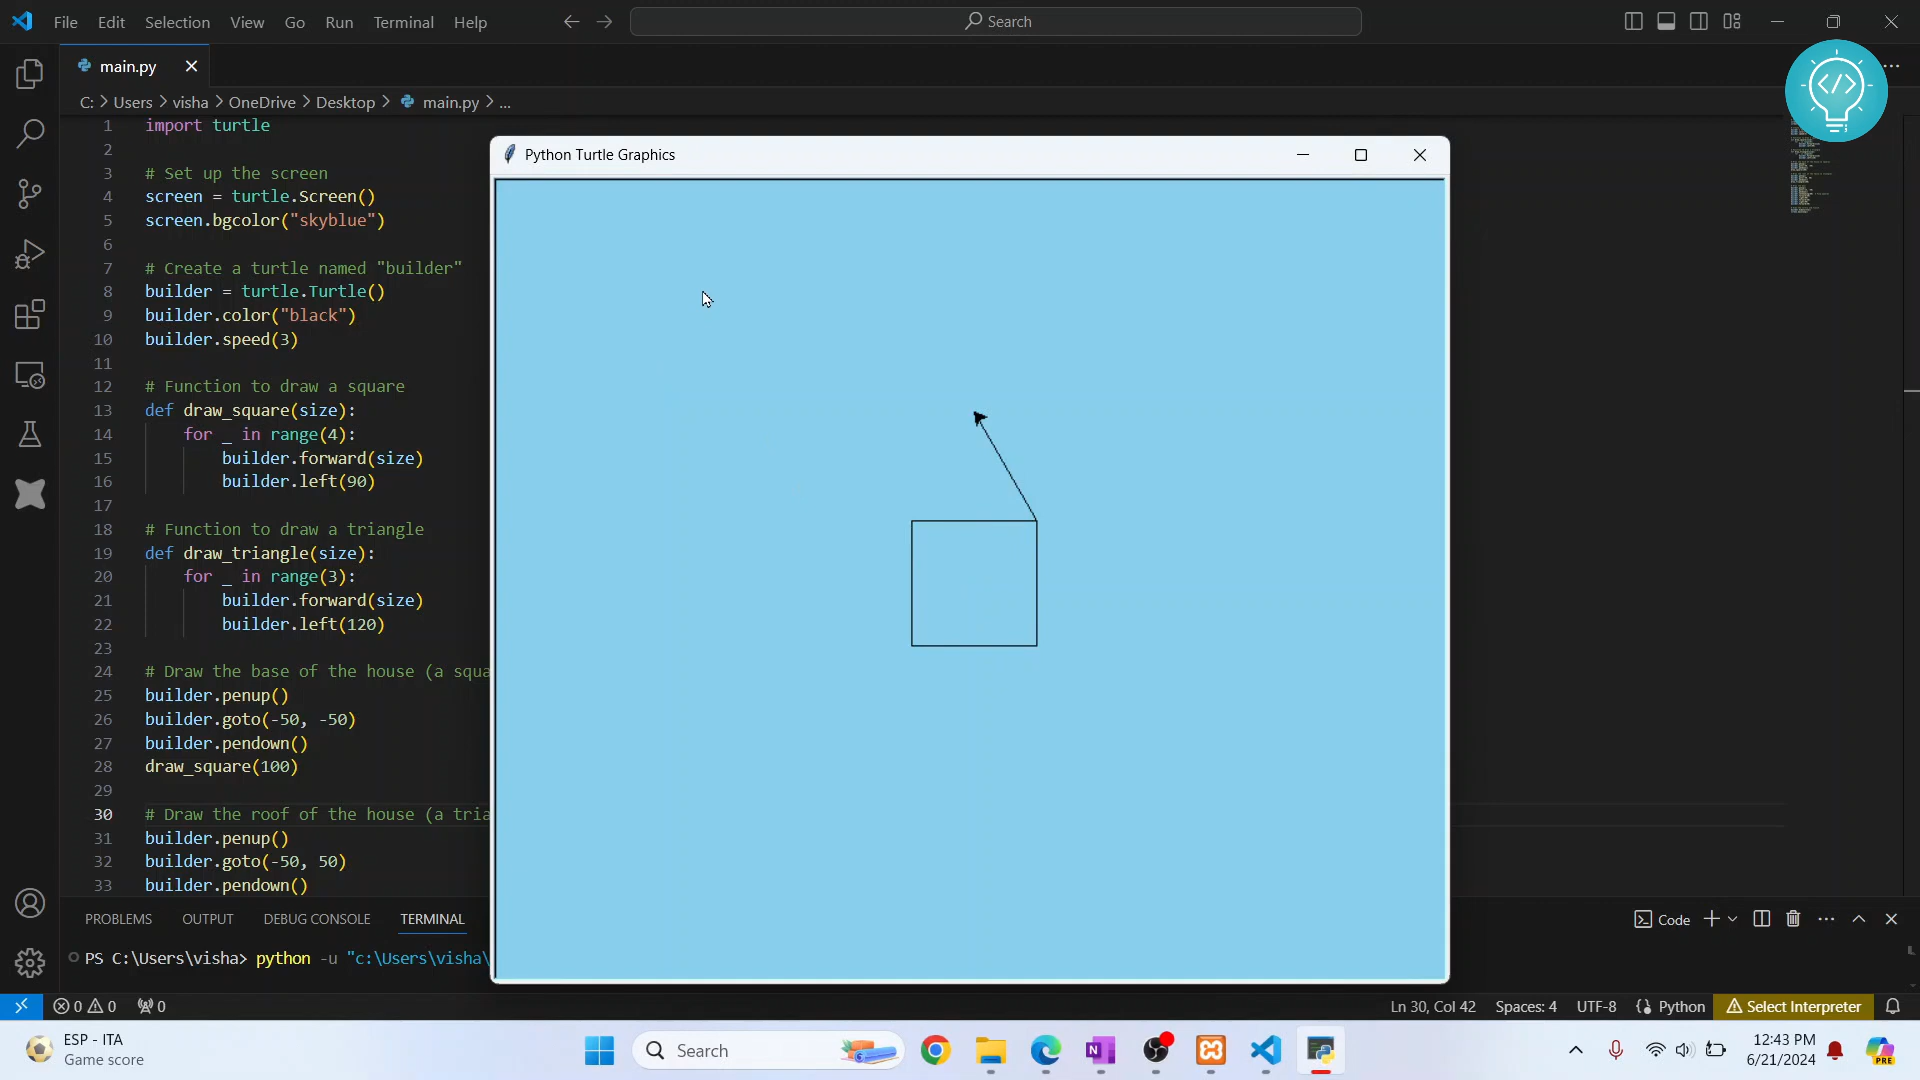 File Edit Selection View Go Run Terminal Help
Search
main.py
C: > Users > visha > OneDrive > Desktop > main.py > ...
1 import turtle
2
3 # Set up the screen
4 screen = turtle.Screen()
5 screen.bgcolor("skyblue")
6
7 # Create a turtle named "builder"
8 builder = turtle.Turtle()
9 builder.color("black")
10 builder.speed(3)
11
12 # Function to draw a square
13 def draw_square(size):
14 for _ in range(4):
15 builder.forward(size)
16 builder.left(90)
17
18 # Function to draw a triangle
19 def draw_triangle(size):
20 for _ in range(3):
21 builder.forward(size)
22 builder.left(120)
23
24 # Draw the base of the house (a squa
25 builder.penup()
26 builder.goto(-50, -50)
27 builder.pendown()
28 draw_square(100)
29
30 # Draw the roof of the house (a tria
31 builder.penup()
32 builder.goto(-50, 50)
33 builder.pendown()
Python Turtle Graphics
</>
PROBLEMS OUTPUT DEBUG CONSOLE TERMINAL
Code
PS C:\Users\visha> python -u "c:\Users\visha\
0 0 0
Ln 30, Col 42 Spaces: 4 UTF-8 Python Select Interpreter
ESP - ITA
Game score
Search
12:43 PM
6/21/2024
PRE